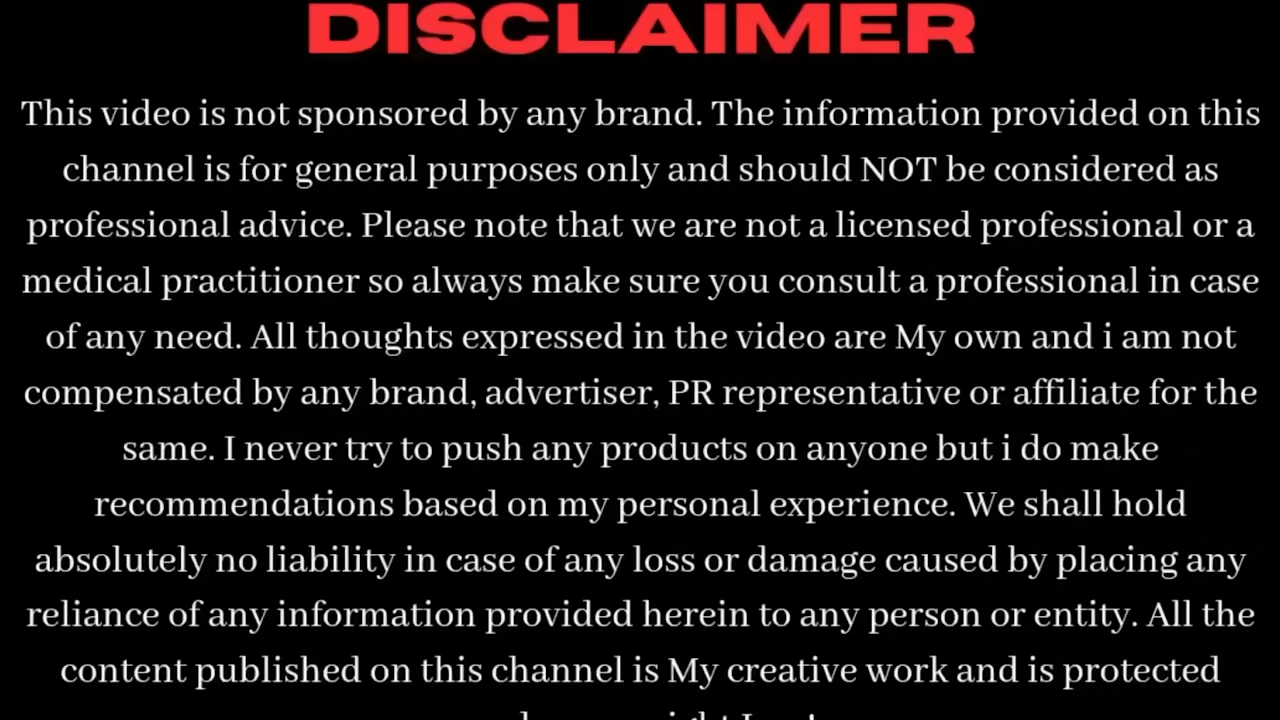 DISCLAIMER
This video is not sponsored by any brand. The information provided on this
channel is for general purposes only and should NOT be considered as
professional advice. Please note that we are not a licensed professional or a
medical practitioner so always make sure you consult a professional in case
of any need. All thoughts expressed in the video are My own and i am not
compensated by any brand, advertiser, PR representative or affiliate for the
same. I never try to push any products on anyone but i do make
recommendations based on my personal experience. We shall hold
absolutely no liability in case of any loss or damage caused by placing any
reliance of any information provided herein to any person or entity. All the
content published on this channel is My creative work and is protected